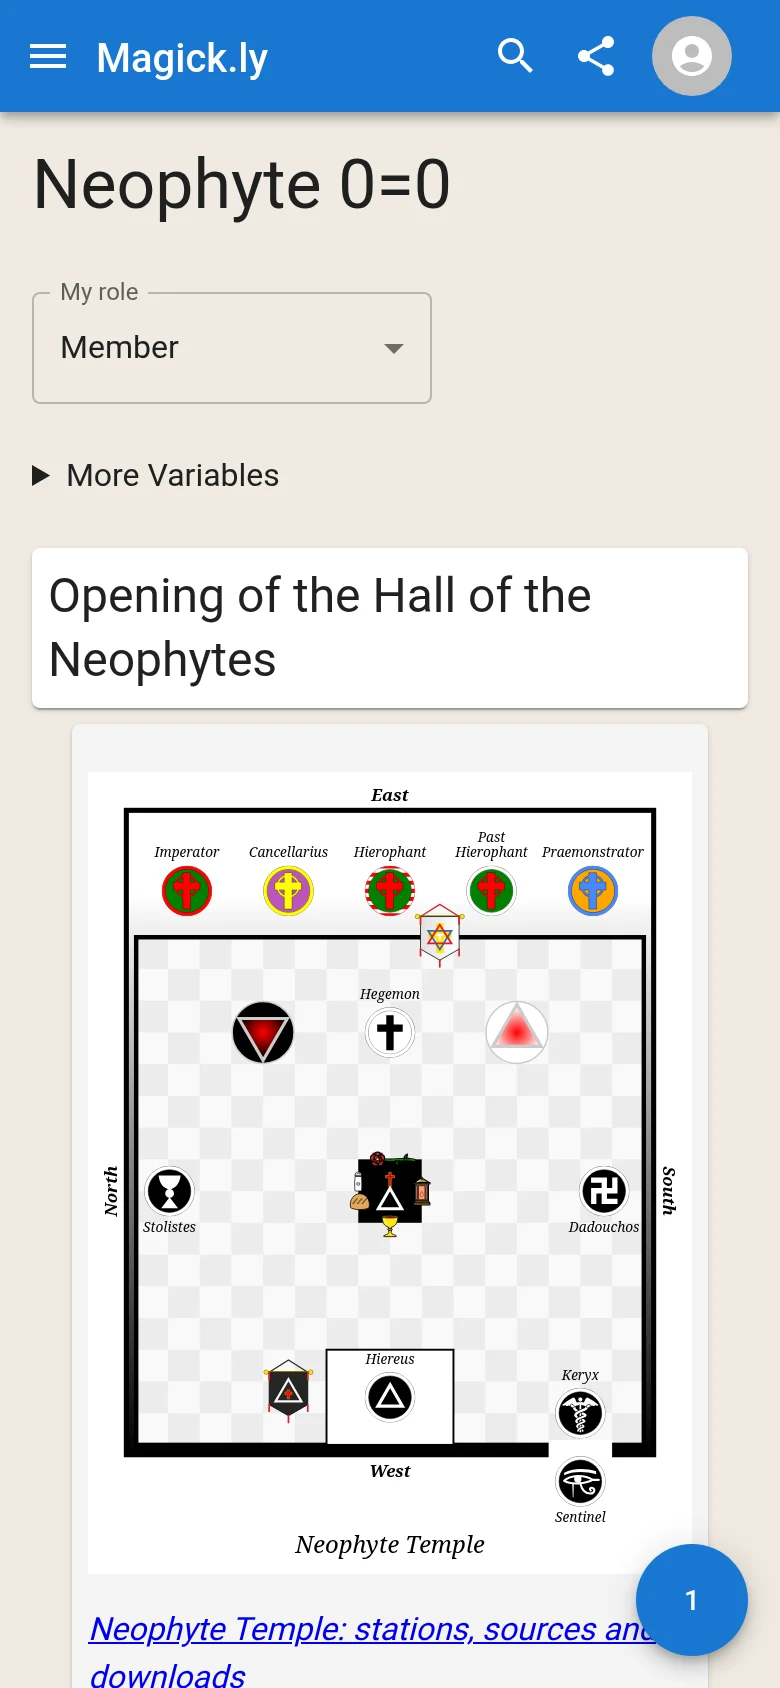 Magick.ly
Neophyte 0=0
My role
Member
More Variables
Opening of the Hall of the
Neophytes
East
Imperator
Cancellarius
Hierophant
Past
Hierophant
Praemonstrator
Hegemon
North
South
Stolistes
Dadouchos
Hiereus
Keryx
West
Sentinel
Neophyte Temple
1
Neophyte Temple: stations, sources and
downloads